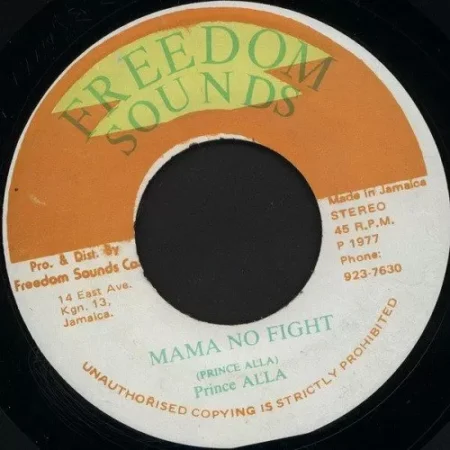 FREEDOM
SOUNDS
Pro. & Dist. by
Freedom Sounds Co.
14 East Ave.
Kgn. 13,
Jamaica.
Made in Jamaica
STEREO
45 R.P.M.
P 1977
Phone:
923-7630
MAMA NO FIGHT
(PRINCE ALLA)
Prince ALLA
UNAUTHORISED COPYING IS STRICTLY PROHIBITED